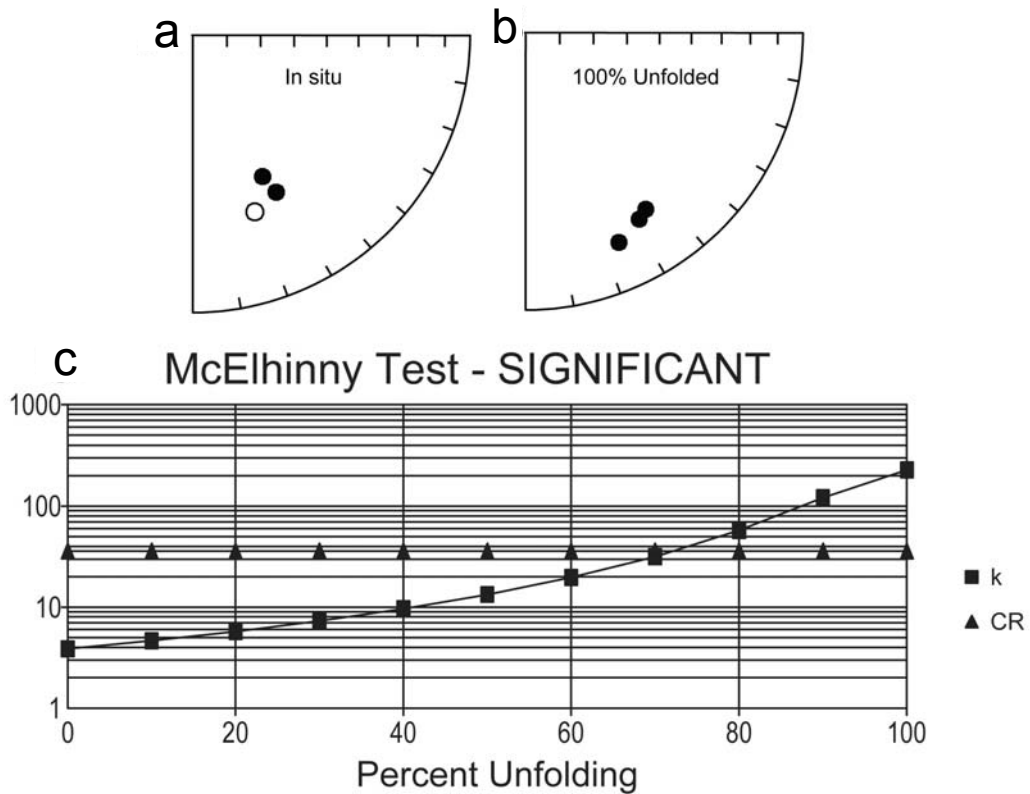 a
In situ
b
100% Unfolded
c
McElhinny Test - SIGNIFICANT
1000
100
10
1
0 20 40 60 80 100
Percent Unfolding
k
CR